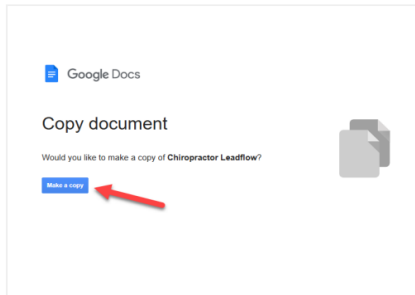 Google Docs
Copy document
Would you like to make a copy of Chiropractor Leadflow?
Make a copy